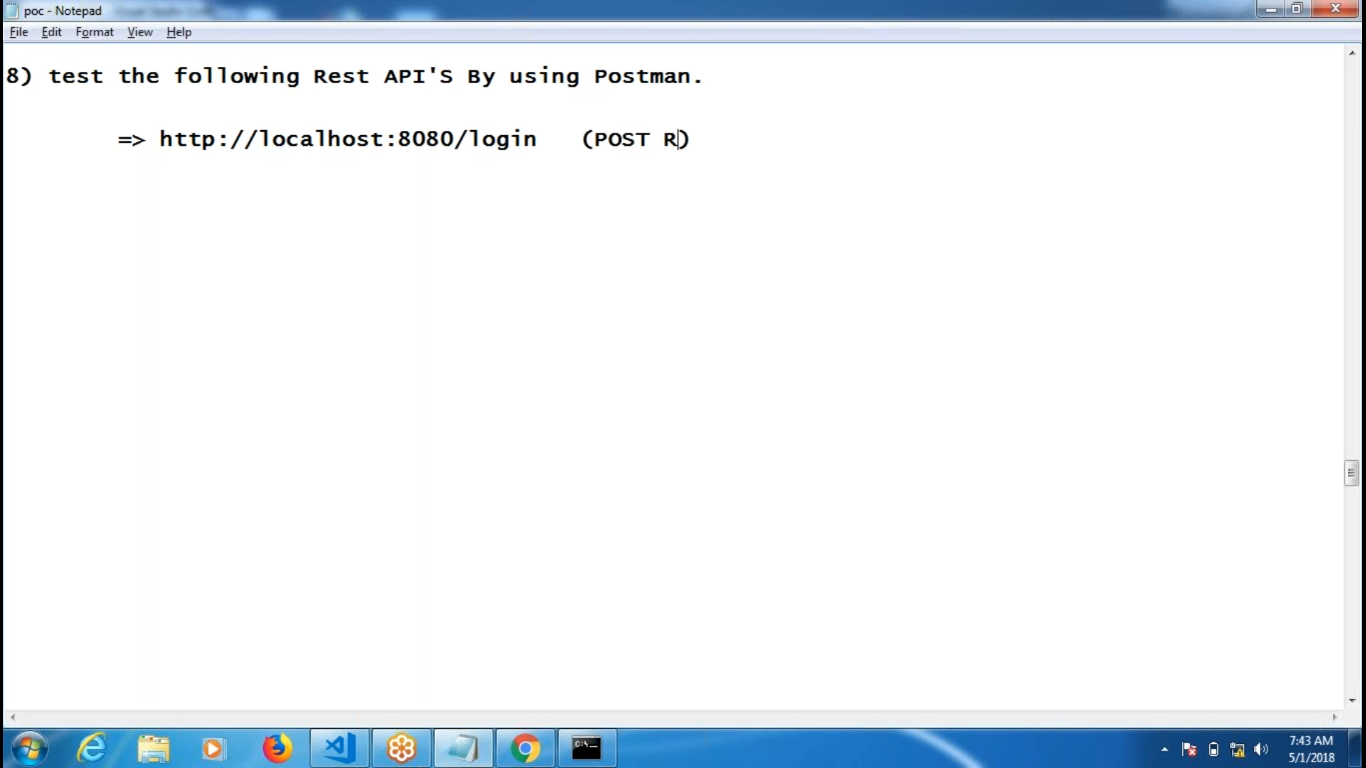 poc - Notepad
File Edit Format View Help
8) test the following Rest API'S By using Postman.
=> http://localhost:8080/login (POST R)
7:43 AM
5/1/2018